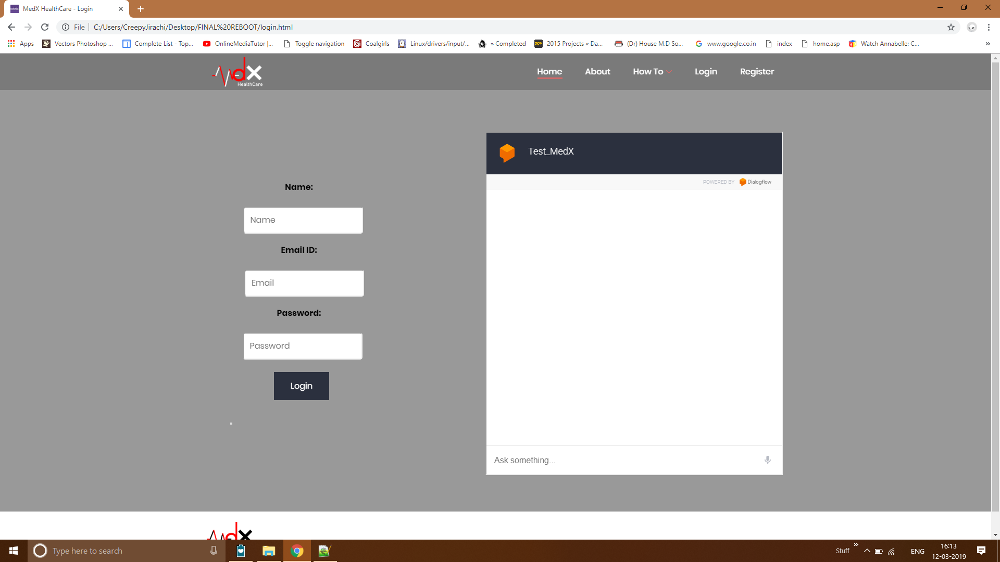 MedX HealthCare - Login
File C:/Users/CreepyJirachi/Desktop/FINAL%20REBOOT/login.html
Apps Vectors Photoshop ... Complete List - Top... OnlineMediaTutor |... Toggle navigation Coalgirls Linux/drivers/input/... » Completed 2015 Projects « Da... (Dr) House M.D So... www.google.co.in index home.asp Watch Annabelle: C... »
dX
HealthCare
Home About How To Login Register
Test_MedX
POWERED BY Dialogflow
Name:
Name
Email ID:
Email
Password:
Password
Login
Ask something...
dX
Type here to search
Stuff » ENG 16:13
12-03-2019